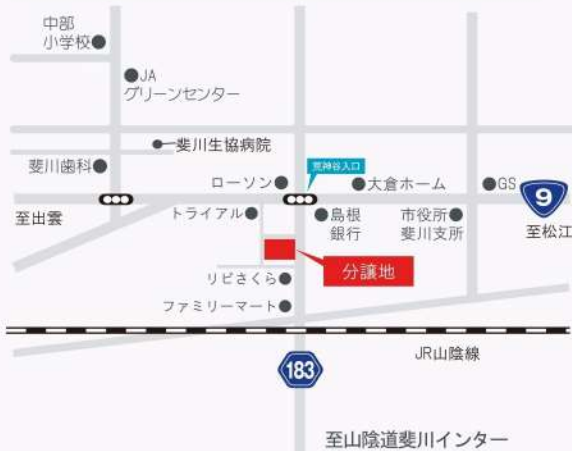 中部
小学校
JA
グリーンセンター
斐川生協病院
荒神谷入口
斐川歯科
ローソン
大倉ホーム
GS
9
至出雲
トライアル
島根
銀行
市役所
斐川支所
至松江
分譲地
リビさくら
ファミリーマート
JR山陰線
183
至山陰道斐川インター